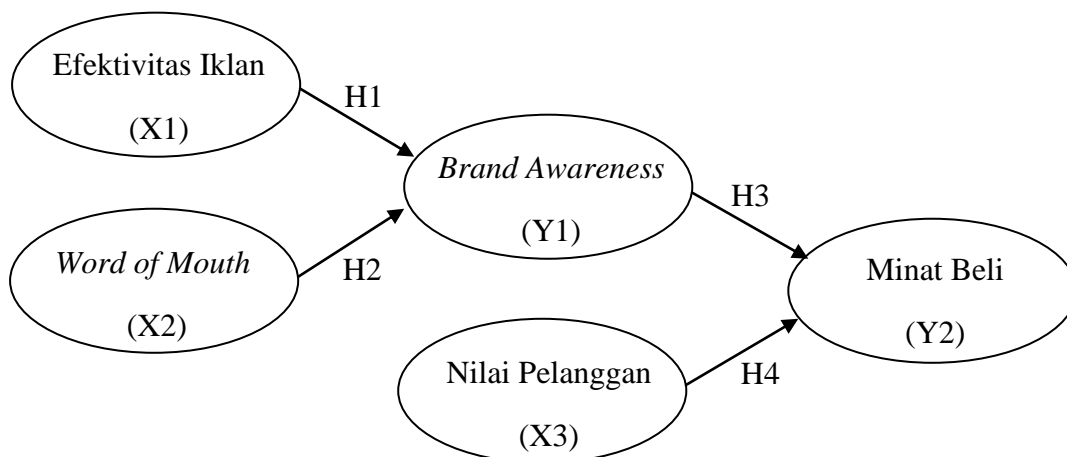 Efektivitas Iklan
(X1)
H1
Brand Awareness
(Y1)
Word of Mouth
(X2)
H2
H3
Minat Beli
(Y2)
Nilai Pelanggan
(X3)
H4